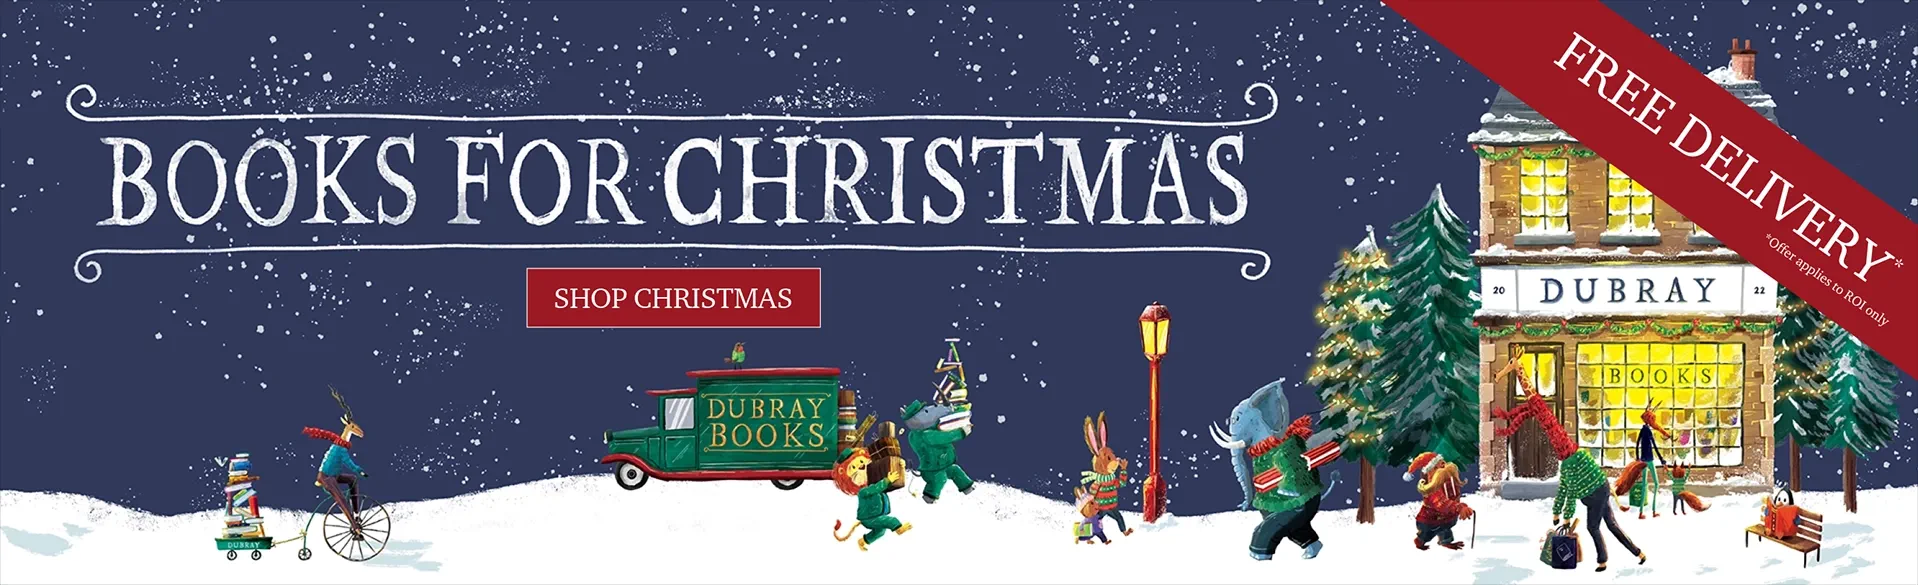 BOOKS FOR CHRISTMAS
SHOP CHRISTMAS
FREE DELIVERY*
*Offer applies to ROI only
20 DUBRAY 22
BOOKS
DUBRAY
BOOKS
DUBRAY